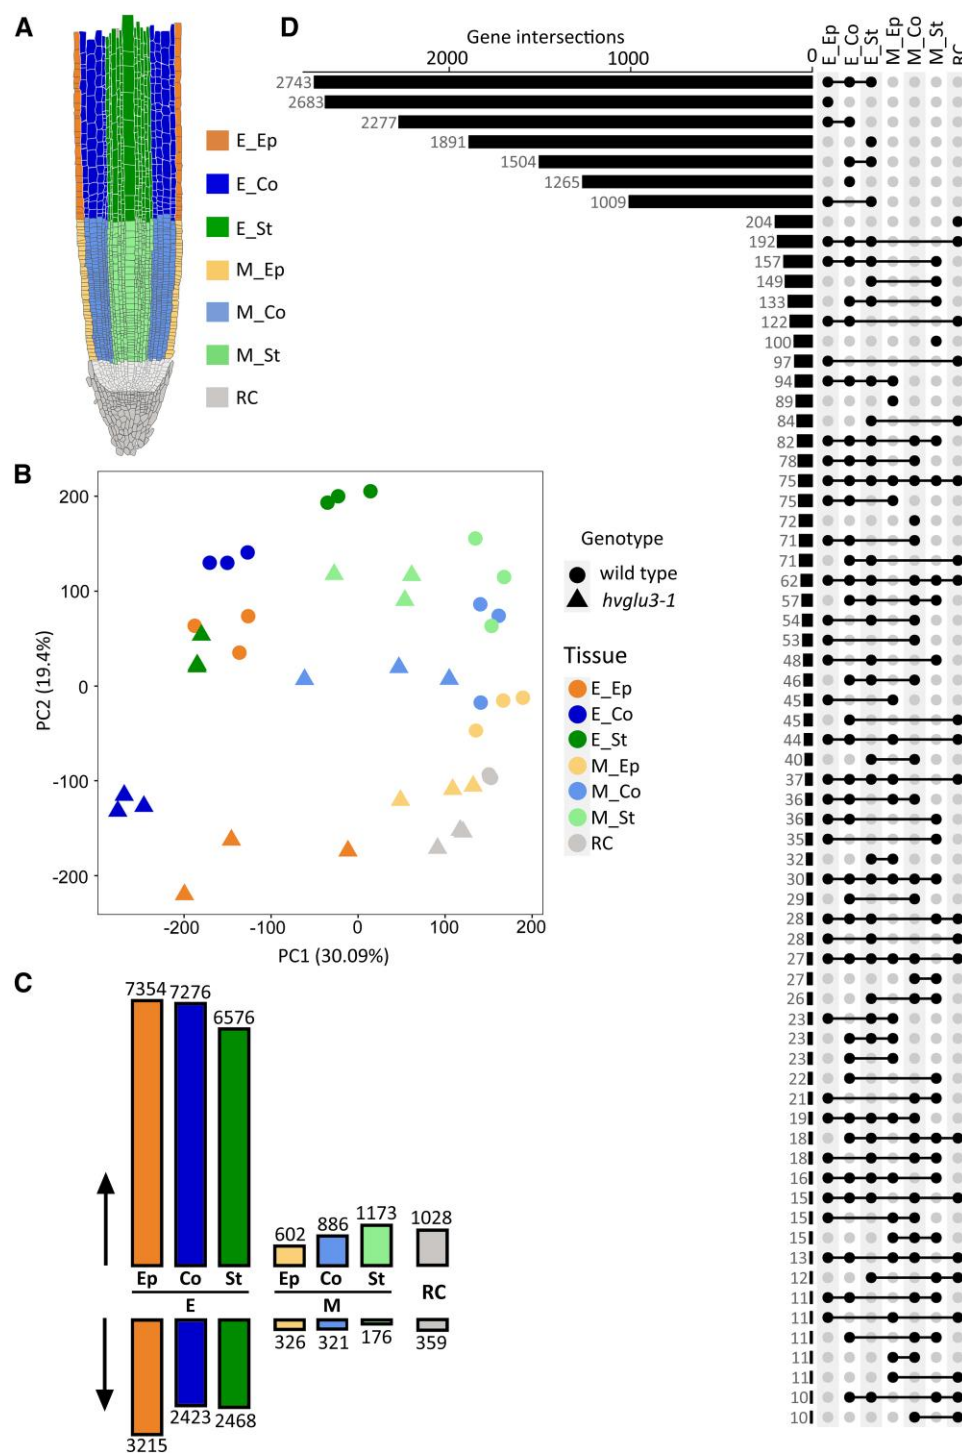 A
E_Ep
E_Co
E_St
M_Ep
M_Co
M_St
RC
B
200
100
0
-100
-200
PC2 (19.4%)
-200 -100 0 100 200
PC1 (30.09%)
Genotype
wild type
hvglu3-1
Tissue
E_Ep
E_Co
E_St
M_Ep
M_Co
M_St
RC
C
7354 7276 6576
602 886 1173 1028
Ep Co St Ep Co St RC
E M
3215 2423 2468 326 321 176 359
D
Gene intersections
2000 1000 0
E_Ep E_Co E_St M_Ep M_Co M_St RC
2743
2683
2277
1891
1504
1265
1009
204
192
157
149
133
122
100
97
94
89
84
82
78
75
75
72
71
71
62
57
54
53
48
46
45
45
44
40
37
36
36
35
32
30
29
28
28
27
27
26
23
23
23
22
21
19
18
18
16
15
15
15
13
12
11
11
11
11
11
10
10